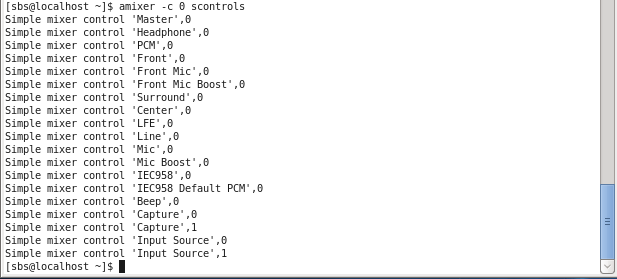 [sbs@localhost ~]$ amixer -c 0 scontrols
Simple mixer control 'Master',0
Simple mixer control 'Headphone',0
Simple mixer control 'PCM',0
Simple mixer control 'Front',0
Simple mixer control 'Front Mic',0
Simple mixer control 'Front Mic Boost',0
Simple mixer control 'Surround',0
Simple mixer control 'Center',0
Simple mixer control 'LFE',0
Simple mixer control 'Line',0
Simple mixer control 'Mic',0
Simple mixer control 'Mic Boost',0
Simple mixer control 'IEC958',0
Simple mixer control 'IEC958 Default PCM',0
Simple mixer control 'Beep',0
Simple mixer control 'Capture',0
Simple mixer control 'Capture',1
Simple mixer control 'Input Source',0
Simple mixer control 'Input Source',1
[sbs@localhost ~]$